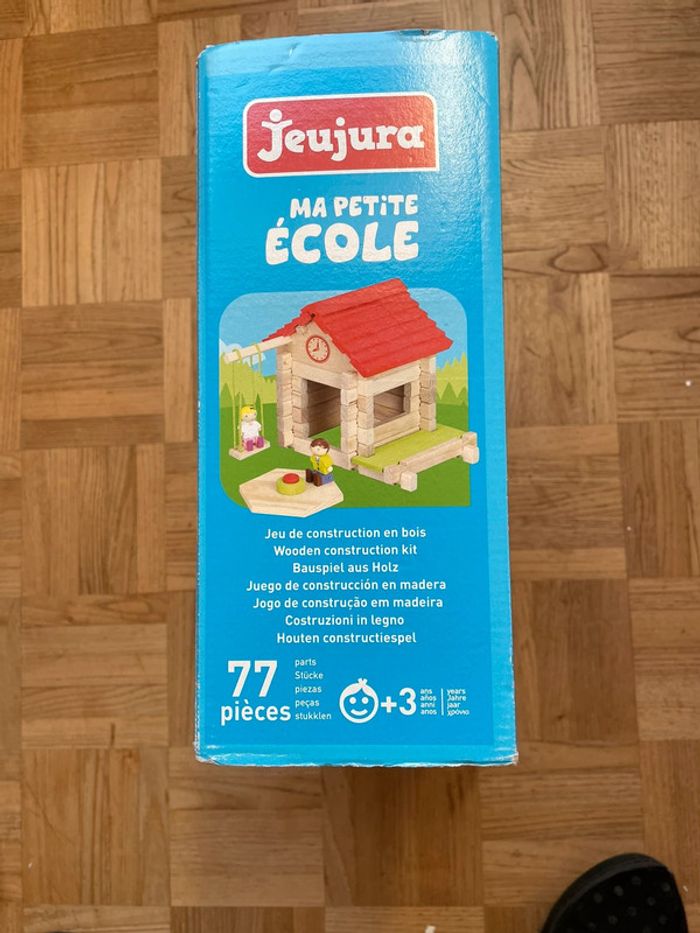 Jeujura
MA PETITE
ÉCOLE
Jeu de construction en bois
Wooden construction kit
Bauspiel aus Holz
Juego de construcción en madera
Jogo de construção em madeira
Costruzioni in legno
Houten constructiespel
77
pièces
parts
Stücke
piezas
peças
stukklen
+3
ans
años
anni
anos
years
Jahre
jaar
χρόνια